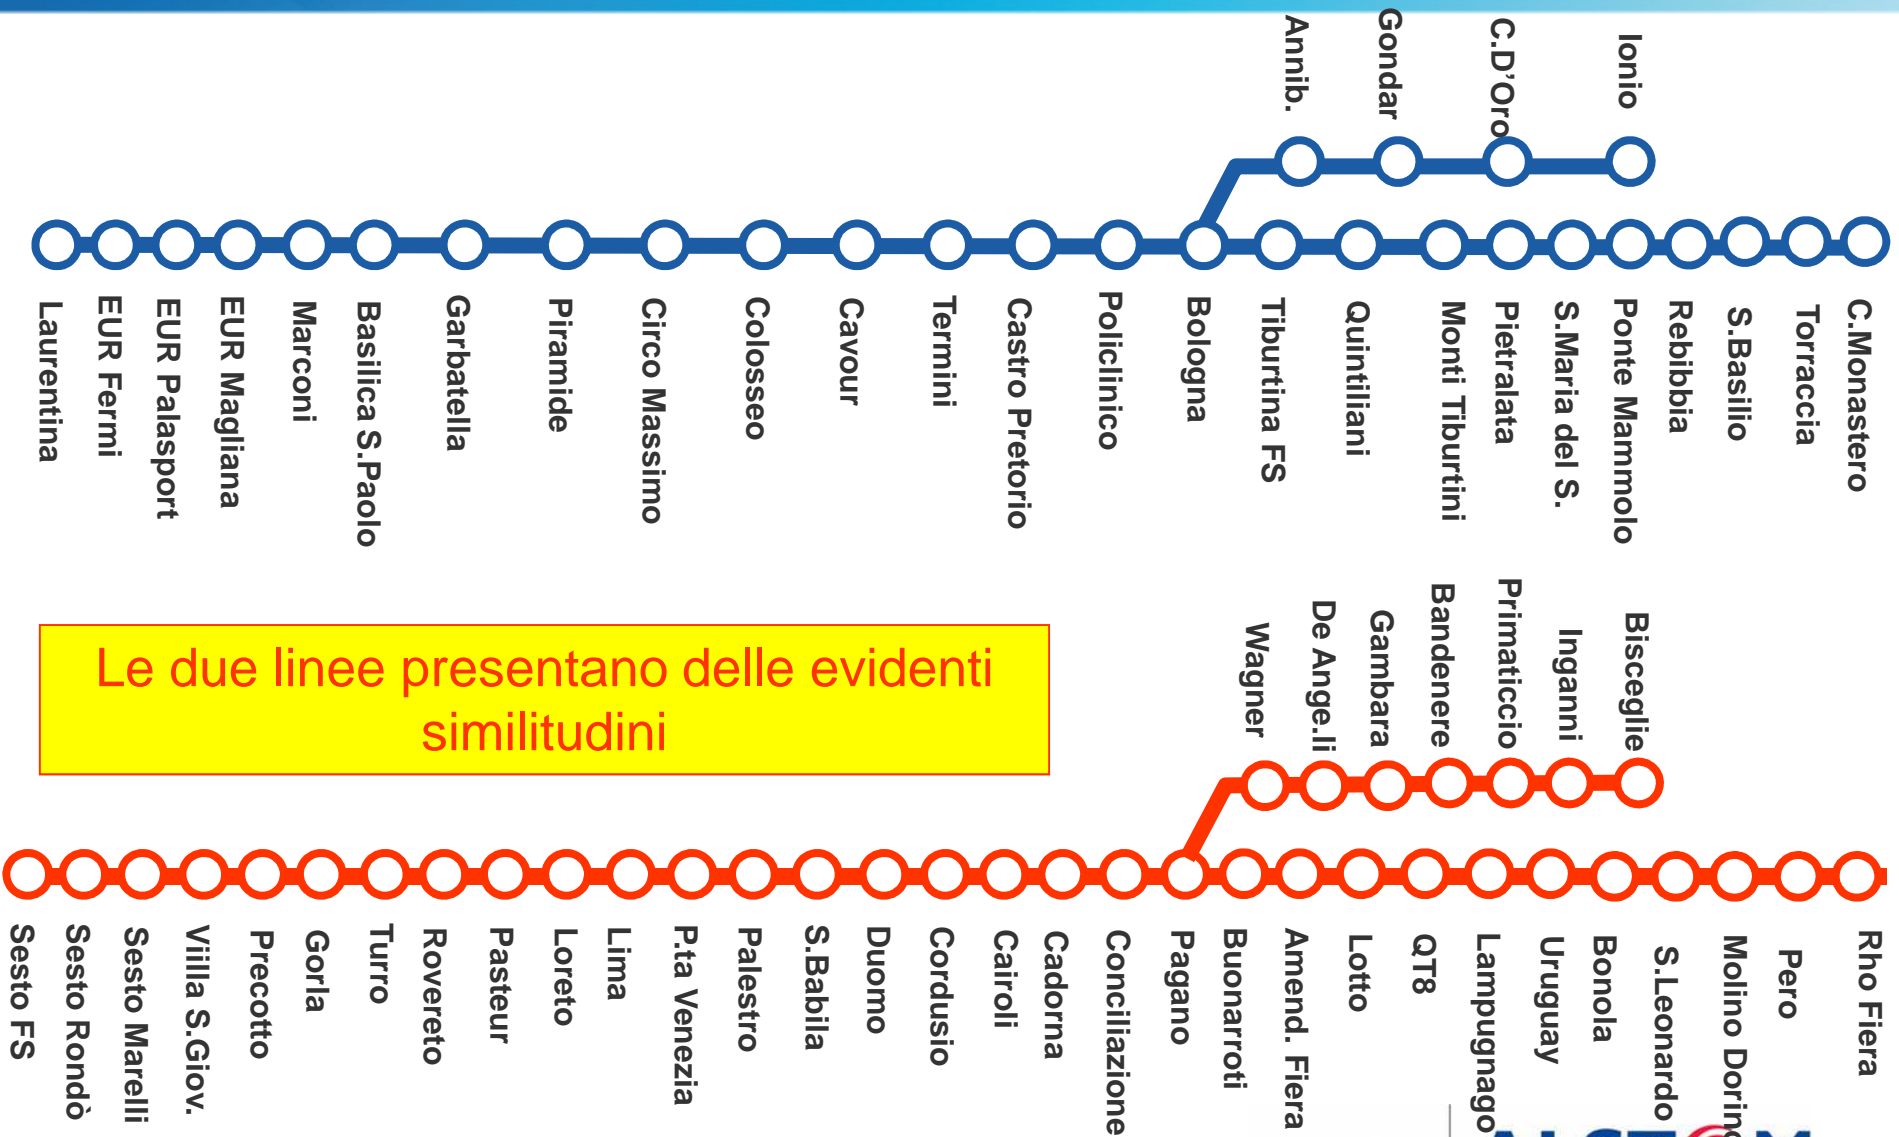 Annib.
Gondar
C.D'Oro
Ionio
Laurentina
EUR Fermi
EUR Palasport
EUR Magliana
Marconi
Basilica S.Paolo
Garbatella
Piramide
Circo Massimo
Colosseo
Cavour
Termini
Castro Pretorio
Policlinico
Bologna
Tiburtina FS
Quintiliani
Monti Tiburtini
Pietralata
S.Maria del S.
Ponte Mammolo
Rebibbia
S.Basilio
Torraccia
C.Monastero
Le due linee presentano delle evidenti
similitudini
Wagner
De Ange.li
Gambara
Bandenere
Primaticcio
Inganni
Bisceglie
Sesto FS
Sesto Rondò
Sesto Marelli
Viilla S.Giov.
Precotto
Gorla
Turro
Rovereto
Pasteur
Loreto
Lima
P.ta Venezia
Palestro
S.Babila
Duomo
Cordusio
Cairoli
Cadorna
Conciliazione
Pagano
Buonarroti
Amend. Fiera
Lotto
QT8
Lampugnago
Uruguay
Bonola
S.Leonardo
Molino Dorino
Pero
Rho Fiera
ALSTOM